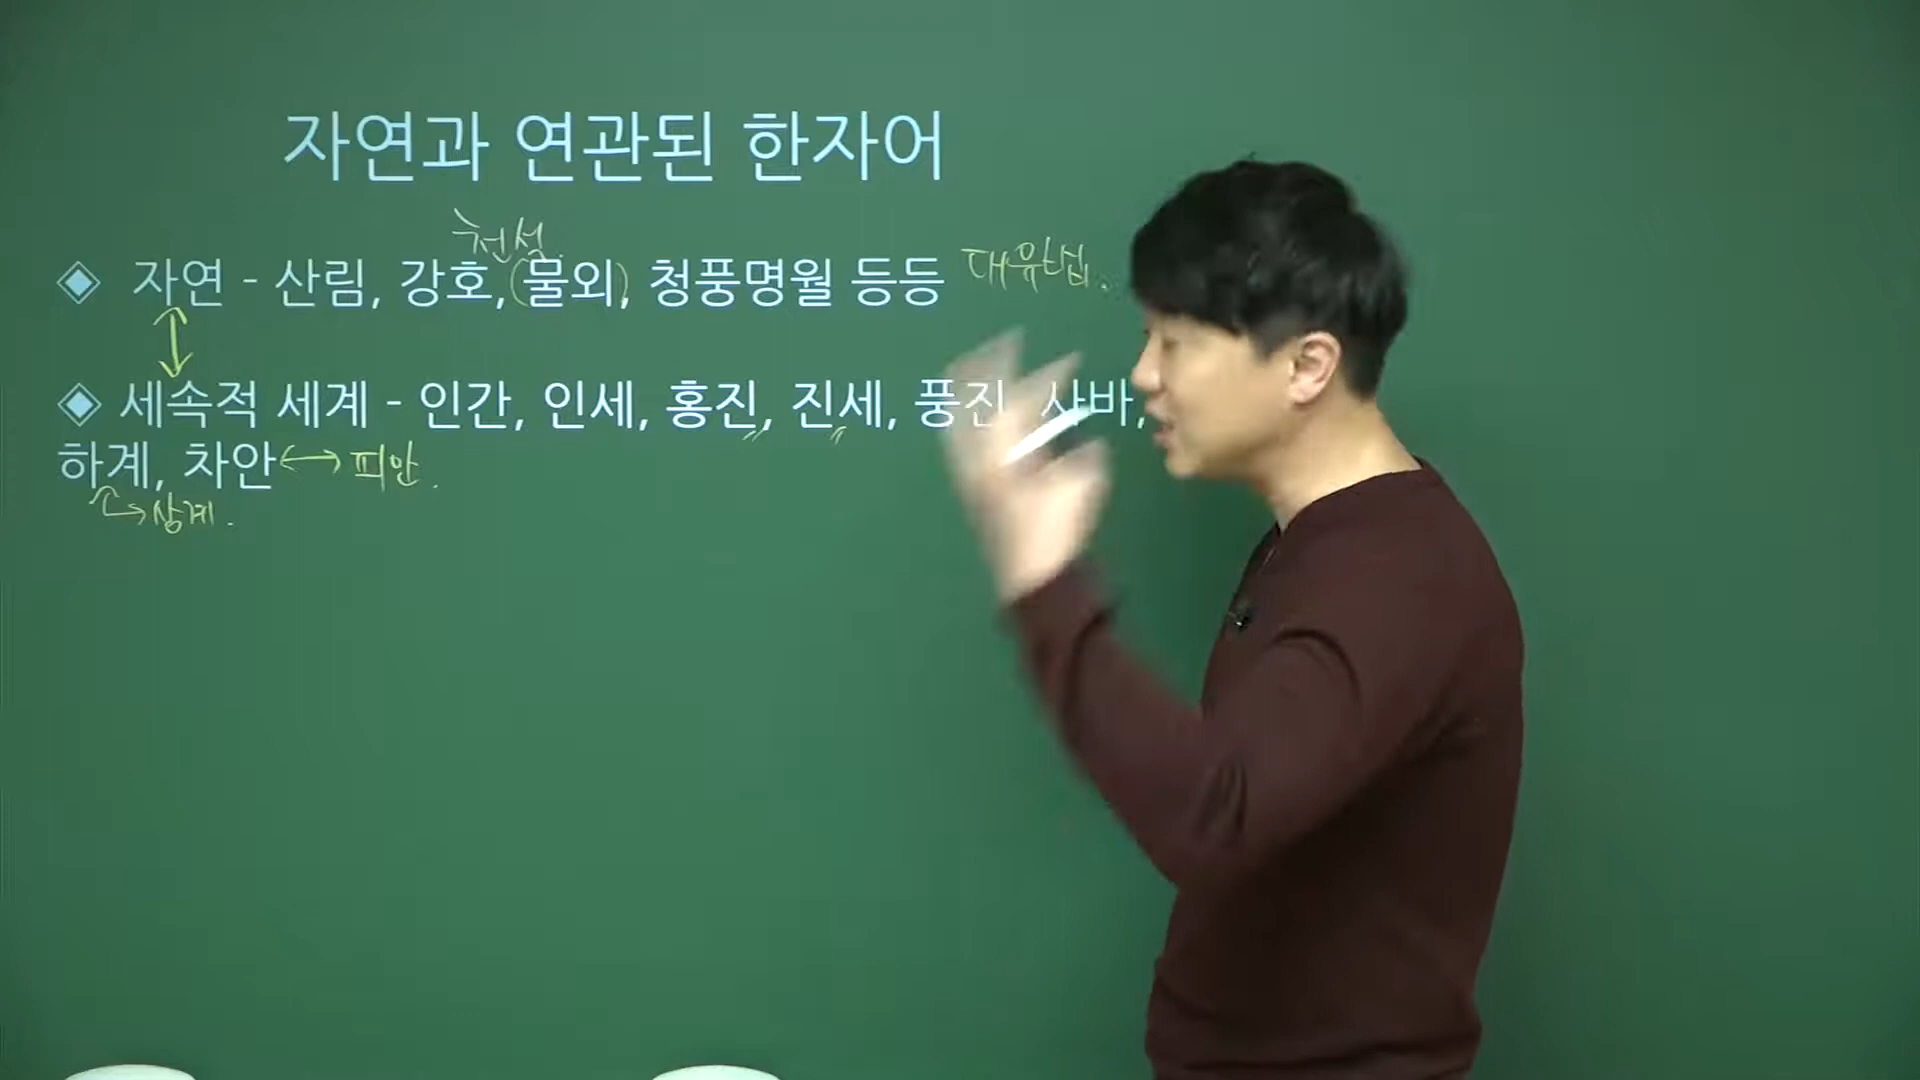 자연과 연관된 한자어
천석
◈ 자연 - 산림, 강호, (물외), 청풍명월 등등 대유법.
◈ 세속적 세계 - 인간, 인세, 홍진, 진세, 풍진, 사바,
하계, 차안 ↔ 피안.
↳ 상계.